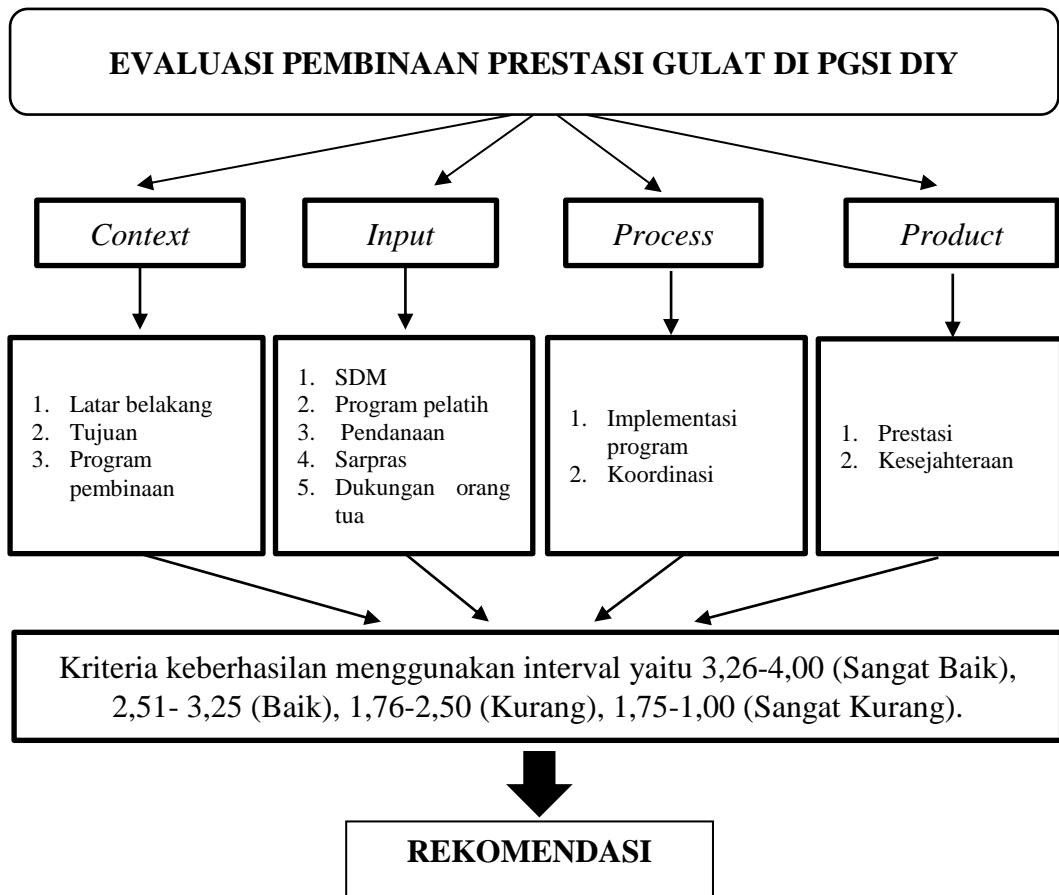 EVALUASI PEMBINAAN PRESTASI GULAT DI PGSI DIY
Context
Input
Process
Product
1. Latar belakang
2. Tujuan
3. Program
pembinaan
1. SDM
2. Program pelatih
3. Pendanaan
4. Sarpras
5. Dukungan orang
tua
1. Implementasi
program
2. Koordinasi
1. Prestasi
2. Kesejahteraan
Kriteria keberhasilan menggunakan interval yaitu 3,26-4,00 (Sangat Baik),
2,51- 3,25 (Baik), 1,76-2,50 (Kurang), 1,75-1,00 (Sangat Kurang).
REKOMENDASI